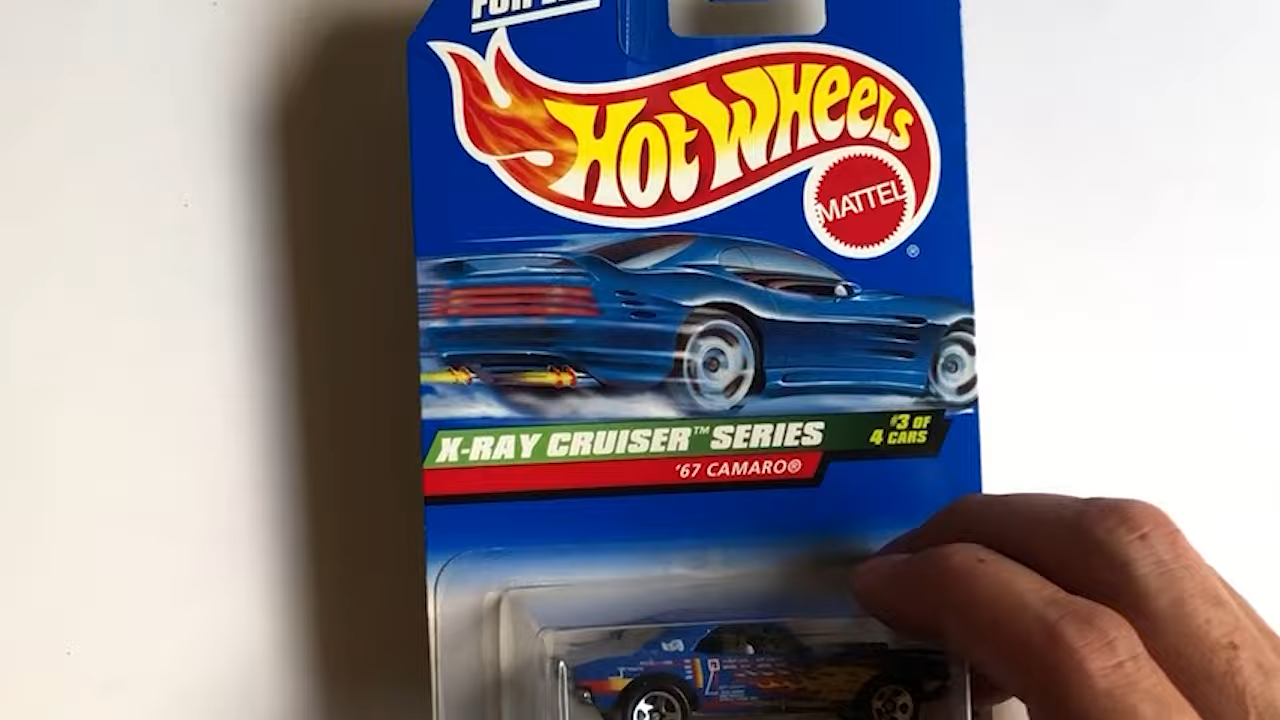 HOT WHEELS
MATTEL
®
X-RAY CRUISER™ SERIES
#3 OF
4 CARS
'67 CAMARO®